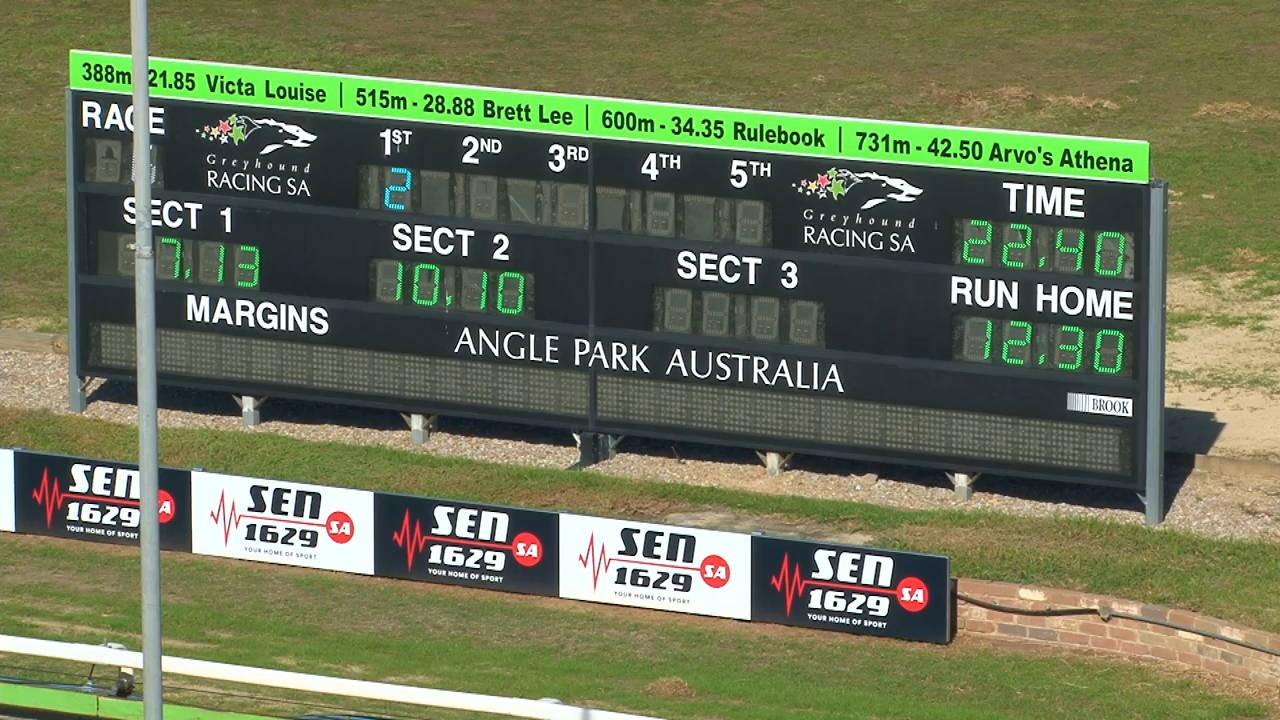 388m 21.85 Victa Louise | 515m - 28.88 Brett Lee | 600m - 34.35 Rulebook | 731m - 42.50 Arvo's Athena
RACE
Greyhound
RACING SA
1ST 2ND 3RD 4TH 5TH
2
Greyhound
RACING SA
TIME
22.40
SECT 1
7.13
SECT 2
10.10
SECT 3
RUN HOME
12.30
MARGINS
ANGLE PARK AUSTRALIA
BROOK
SEN
1629 SA
YOUR HOME OF SPORT
SEN
1629 SA
YOUR HOME OF SPORT
SEN
1629 SA
YOUR HOME OF SPORT
SEN
1629 SA
YOUR HOME OF SPORT
SEN
1629 SA
YOUR HOME OF SPORT